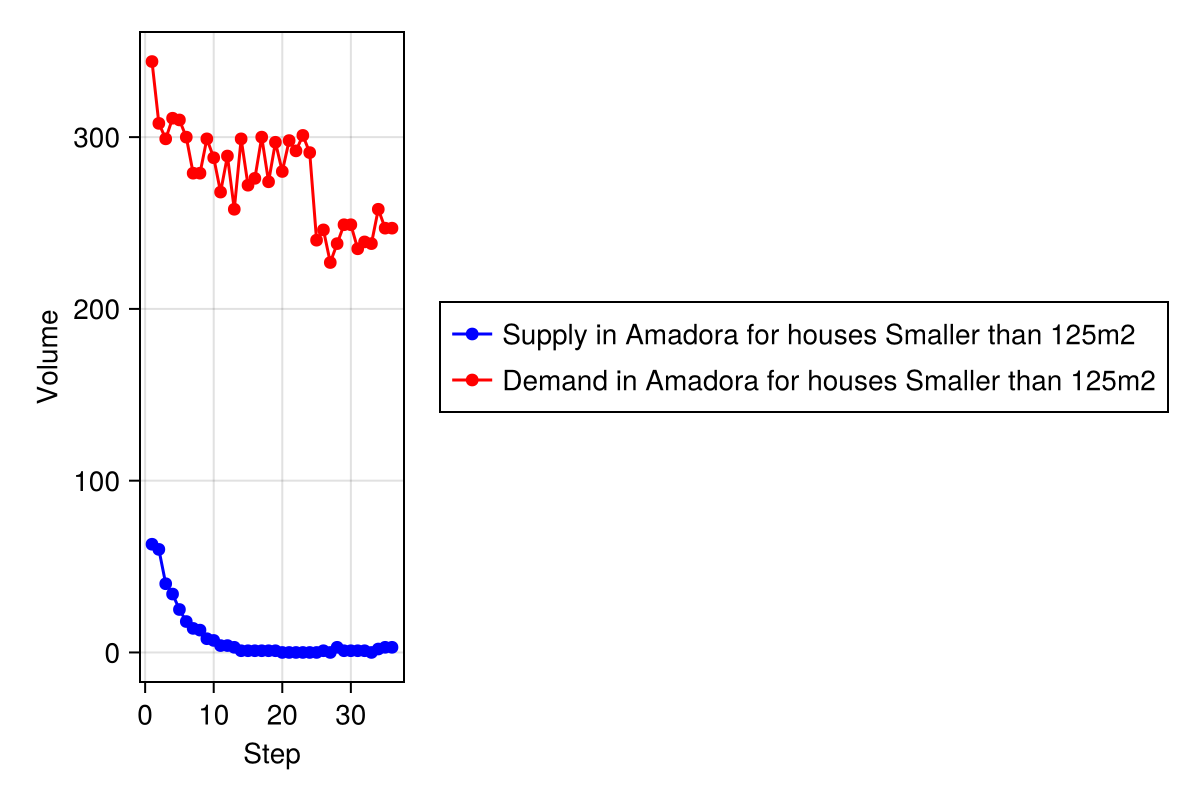 300
200
100
0
Volume
0 10 20 30
Step
Supply in Amadora for houses Smaller than 125m2
Demand in Amadora for houses Smaller than 125m2